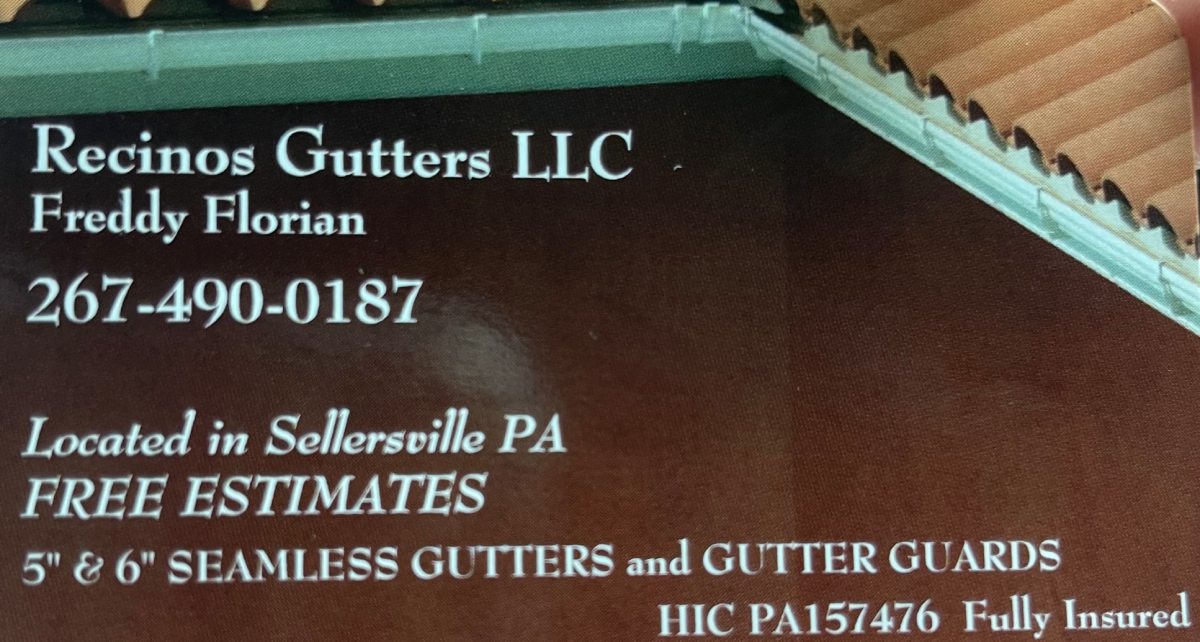 Recinos Gutters LLC
Freddy Florian
267-490-0187
Located in Sellersville PA
FREE ESTIMATES
5" & 6" SEAMLESS GUTTERS and GUTTER GUARDS
HIC PA157476 Fully Insured